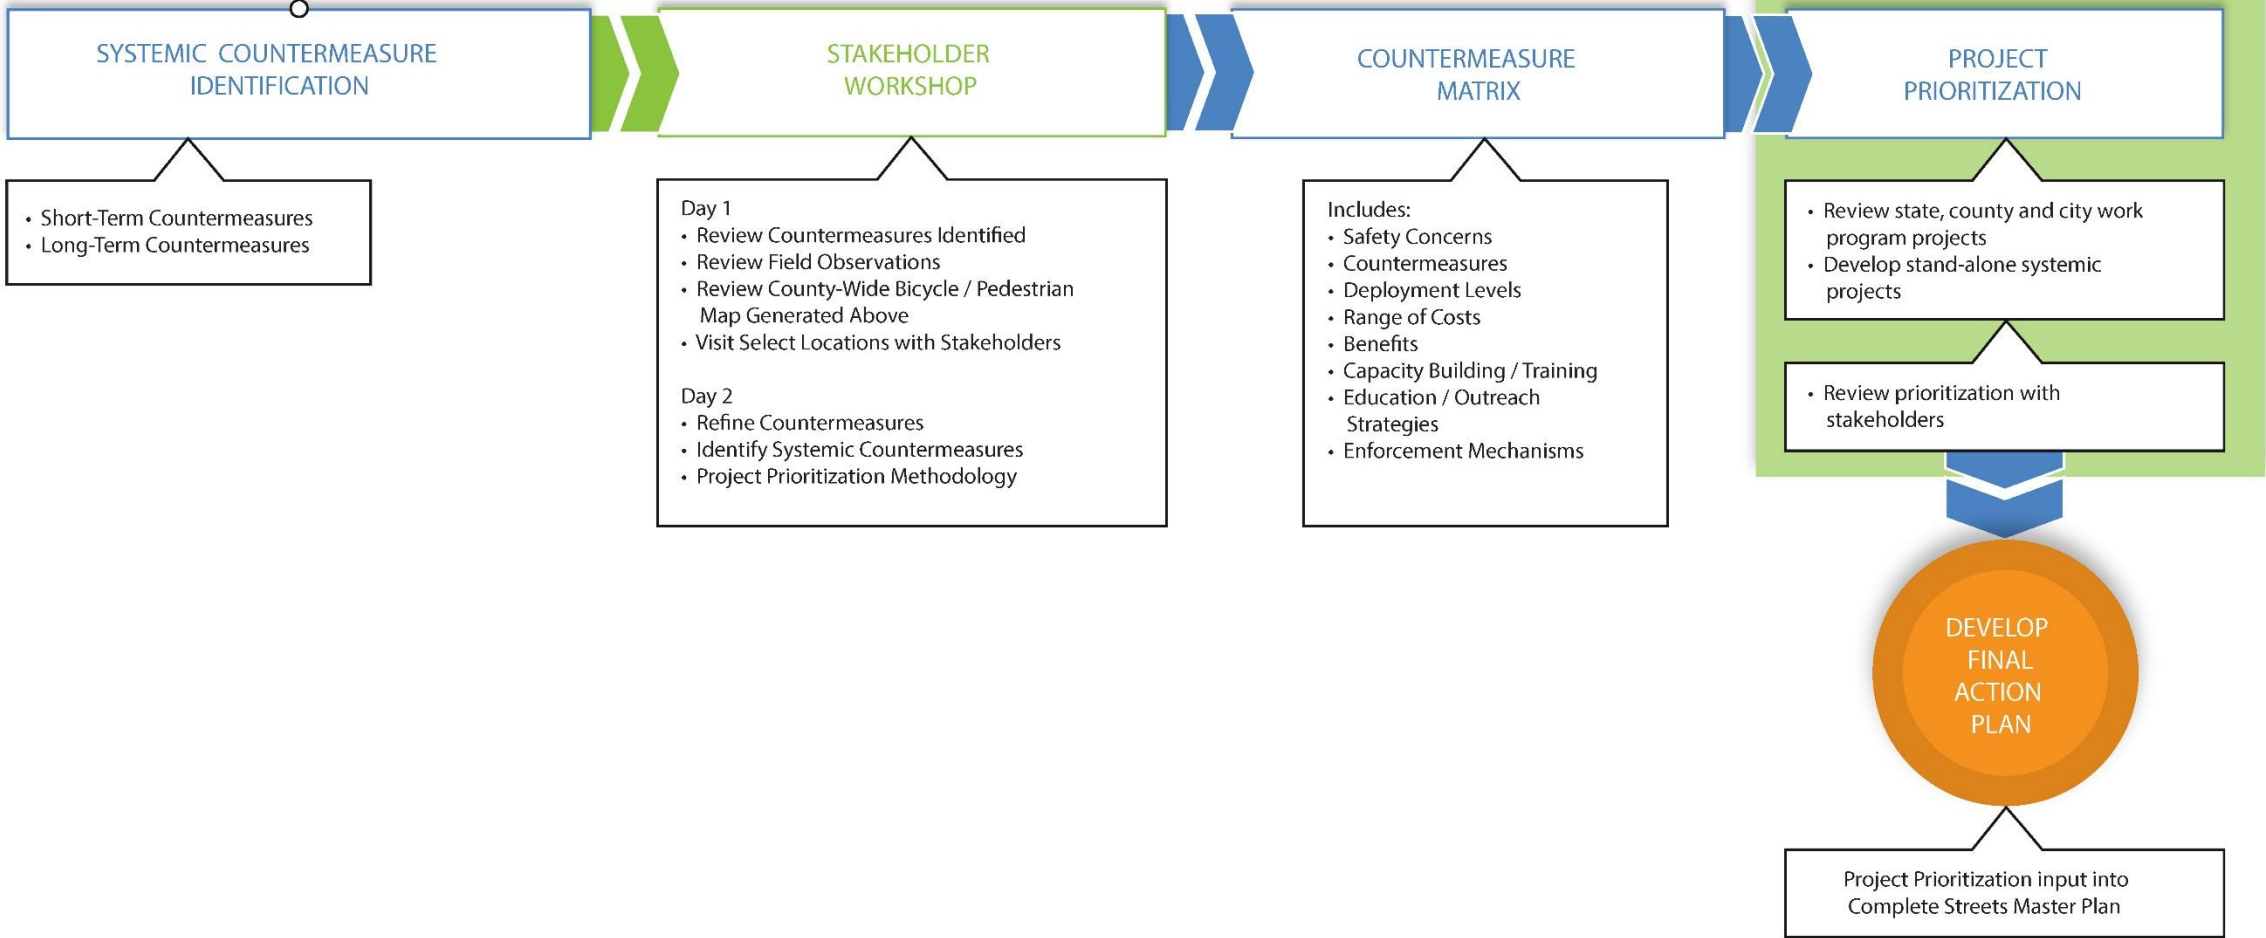 SYSTEMIC COUNTERMEASURE
IDENTIFICATION
• Short-Term Countermeasures
• Long-Term Countermeasures
STAKEHOLDER
WORKSHOP
Day 1
• Review Countermeasures Identified
• Review Field Observations
• Review County-Wide Bicycle / Pedestrian
Map Generated Above
• Visit Select Locations with Stakeholders
Day 2
• Refine Countermeasures
• Identify Systemic Countermeasures
• Project Prioritization Methodology
COUNTERMEASURE
MATRIX
Includes:
• Safety Concerns
• Countermeasures
• Deployment Levels
• Range of Costs
• Benefits
• Capacity Building / Training
• Education / Outreach
Strategies
• Enforcement Mechanisms
PROJECT
PRIORITIZATION
• Review state, county and city work
program projects
• Develop stand-alone systemic
projects
• Review prioritization with
stakeholders
DEVELOP
FINAL
ACTION
PLAN
Project Prioritization input into
Complete Streets Master Plan